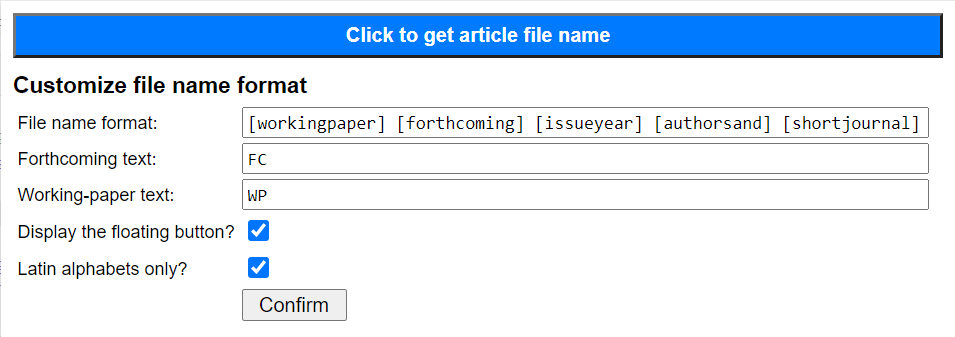 Click to get article file name
Customize file name format
File name format: [workingpaper] [forthcoming] [issueyear] [authorsand] [shortjournal]
Forthcoming text: FC
Working-paper text: WP
Display the floating button?
Latin alphabets only?
Confirm